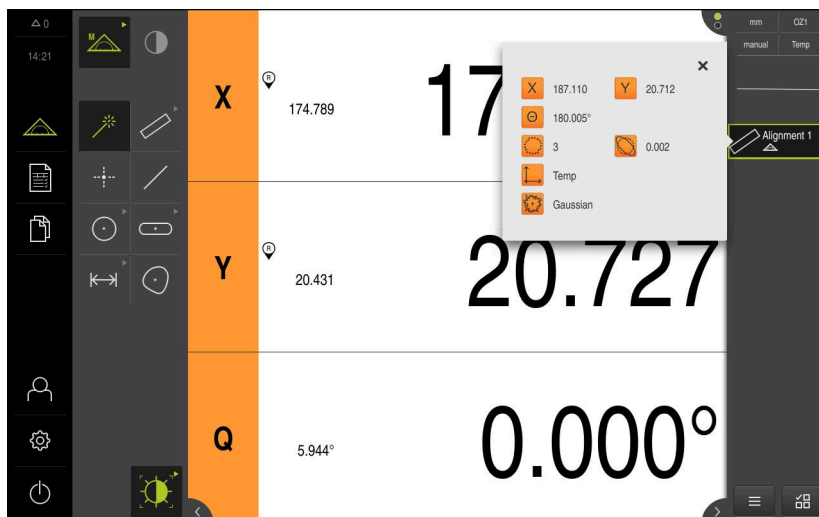 0
14:21
M
X
R
174.789
17
X 187.110 Y 20.712
Θ 180.005°
3 0.002
Temp
Gaussian
Y
R
20.431
20.727
Q
5.944°
0.000°
mm OZ1
manual Temp
Alignment 1